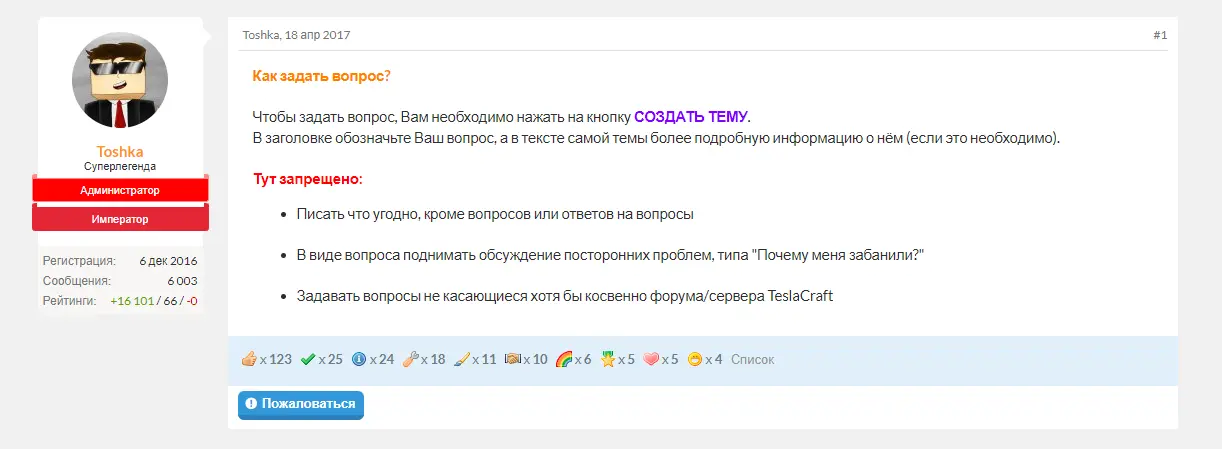 Toshka, 18 апр 2017
#1
Toshka
Суперлегенда
Администратор
Император
Регистрация: 6 дек 2016
Сообщения: 6 003
Рейтинги: +16 101 / 66 / -0
Как задать вопрос?
Чтобы задать вопрос, Вам необходимо нажать на кнопку СОЗДАТЬ ТЕМУ.
В заголовке обозначьте Ваш вопрос, а в тексте самой темы более подробную информацию о нём (если это необходимо).
Тут запрещено:
• Писать что угодно, кроме вопросов или ответов на вопросы
• В виде вопроса поднимать обсуждение посторонних проблем, типа "Почему меня забанили?"
• Задавать вопросы не касающиеся хотя бы косвенно форума/сервера TeslaCraft
x 123 x 25 x 24 x 18 x 11 x 10 x 6 x 5 x 5 x 4 Список
Пожаловаться